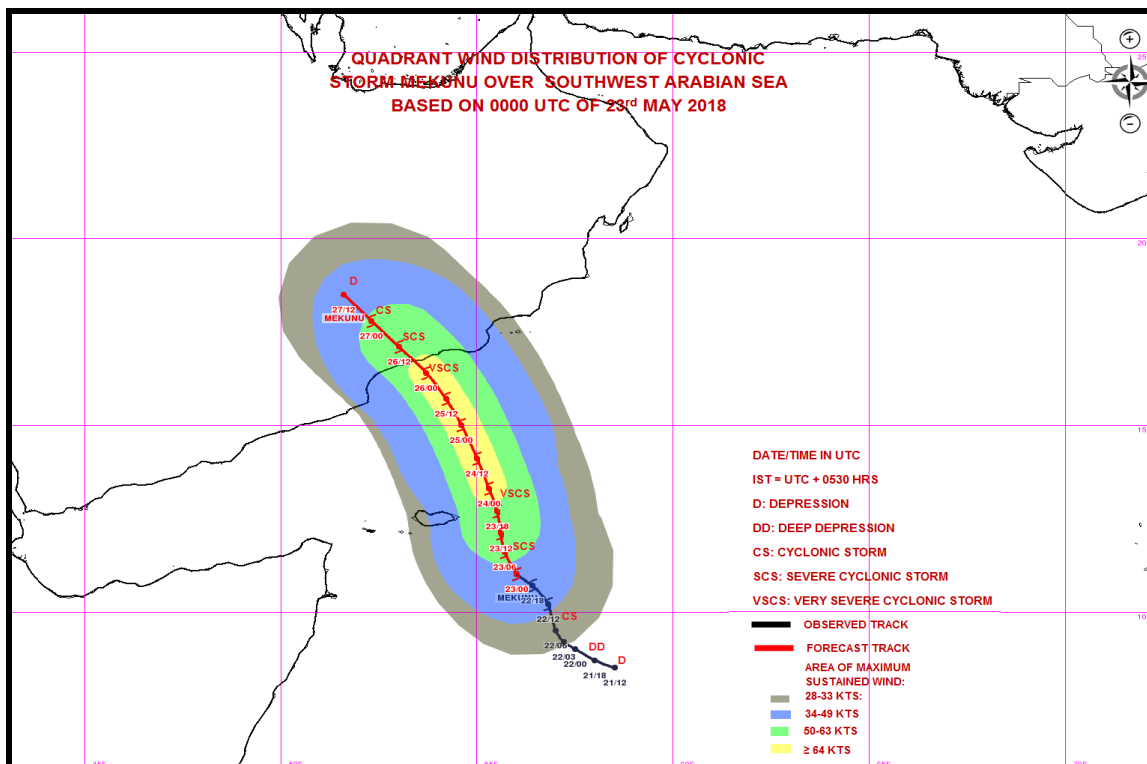 QUADRANT WIND DISTRIBUTION OF CYCLONIC
STORM MEKUNU OVER SOUTHWEST ARABIAN SEA
BASED ON 0000 UTC OF 23rd MAY 2018
25
20
D
27/12
MEKUNU
CS
27/00
SCS
26/12
VSCS
26/00
25/12
25/00
15
24/12
24/00
VSCS
23/18
23/12
SCS
23/06
23/00
MEKUNU
22/18
22/12
CS
10
22/06
22/03
DD
22/00
D
21/18
21/12
DATE/TIME IN UTC
IST = UTC + 0530 HRS
D: DEPRESSION
DD: DEEP DEPRESSION
CS: CYCLONIC STORM
SCS: SEVERE CYCLONIC STORM
VSCS: VERY SEVERE CYCLONIC STORM
OBSERVED TRACK
FORECAST TRACK
AREA OF MAXIMUM
SUSTAINED WIND:
28-33 KTS:
34-49 KTS
50-63 KTS
≥ 64 KTS